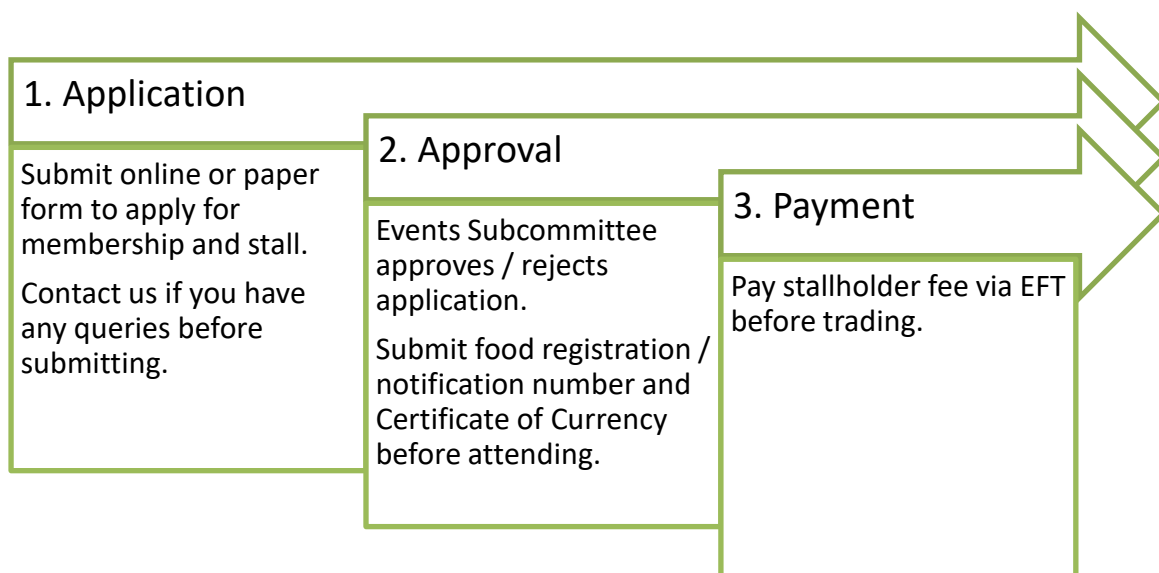 1. Application
Submit online or paper
form to apply for
membership and stall.
Contact us if you have
any queries before
submitting.
2. Approval
Events Subcommittee
approves / rejects
application.
Submit food registration /
notification number and
Certificate of Currency
before attending.
3. Payment
Pay stallholder fee via EFT
before trading.